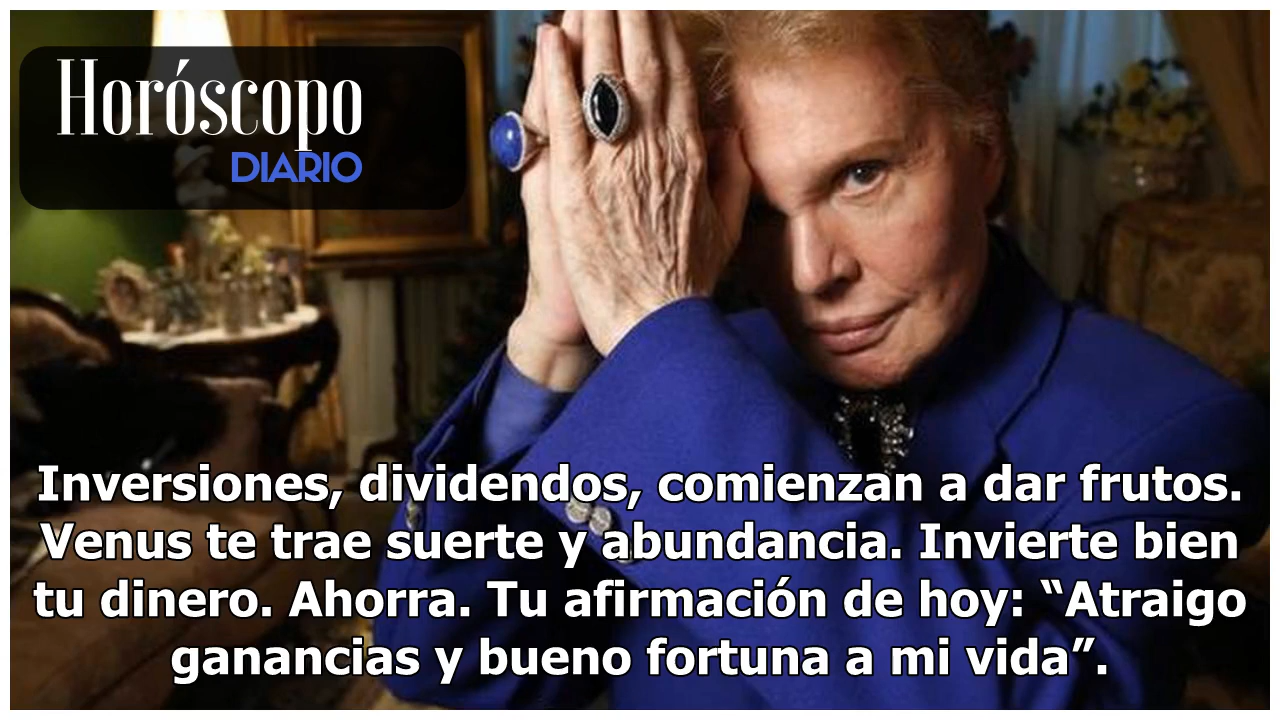 Horóscopo
DIARIO
Inversiones, dividendos, comienzan a dar frutos.
Venus te trae suerte y abundancia. Invierte bien
tu dinero. Ahorra. Tu afirmación de hoy: “Atraigo
ganancias y bueno fortuna a mi vida”.